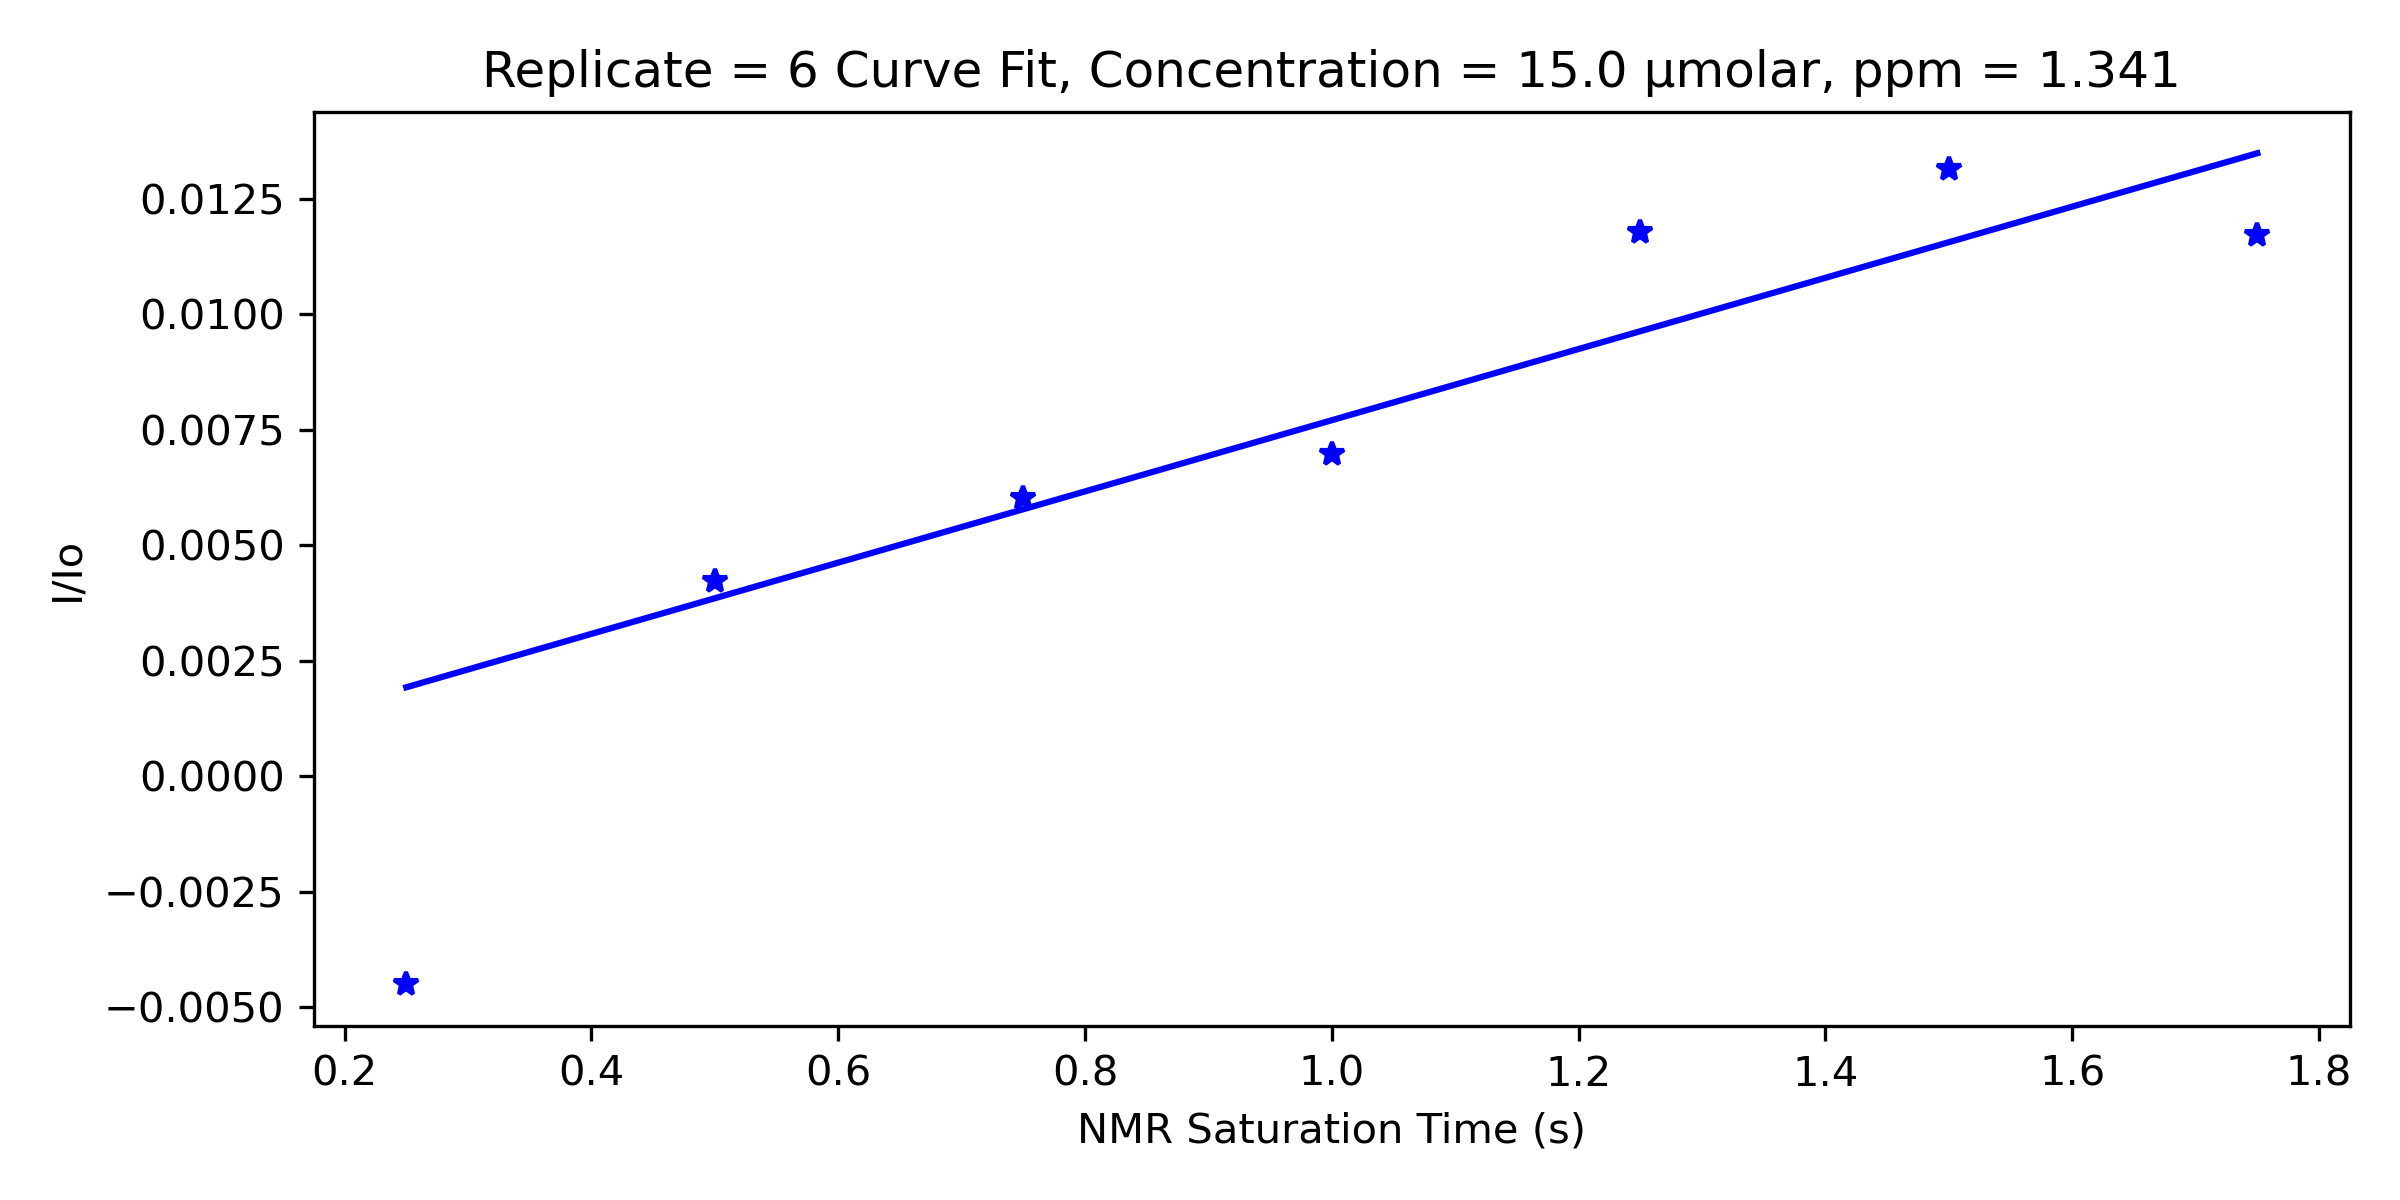 Replicate = 6 Curve Fit, Concentration = 15.0 μmolar, ppm = 1.341
0.0125
0.0100
0.0075
0.0050
0.0025
0.0000
−0.0025
−0.0050
I/Io
0.2 0.4 0.6 0.8 1.0 1.2 1.4 1.6 1.8
NMR Saturation Time (s)